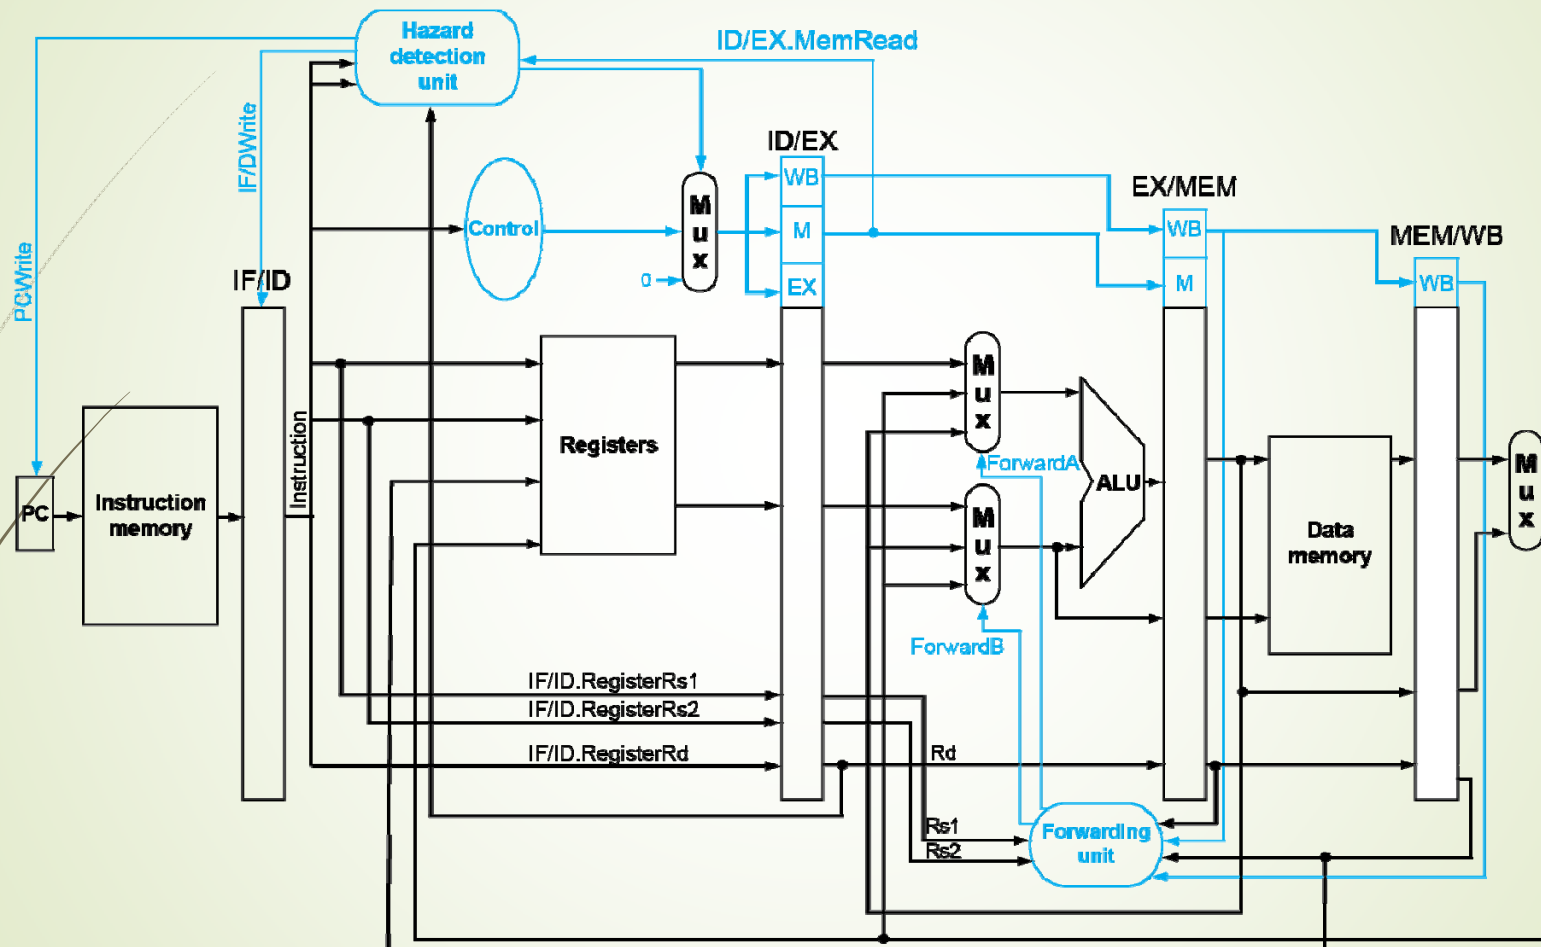 Hazard
detection
unit
ID/EX.MemRead
IF/DWrite
PCWrite
ID/EX
WB
M
EX
EX/MEM
WB
M
MEM/WB
WB
Control
M
u
x
0
IF/ID
Instruction
PC
Instruction
memory
Registers
M
u
x
ForwardA
M
u
x
ForwardB
ALU
Data
memory
M
u
x
IF/ID.RegisterRs1
IF/ID.RegisterRs2
IF/ID.RegisterRd
Rd
Rs1
Rs2
Forwarding
unit